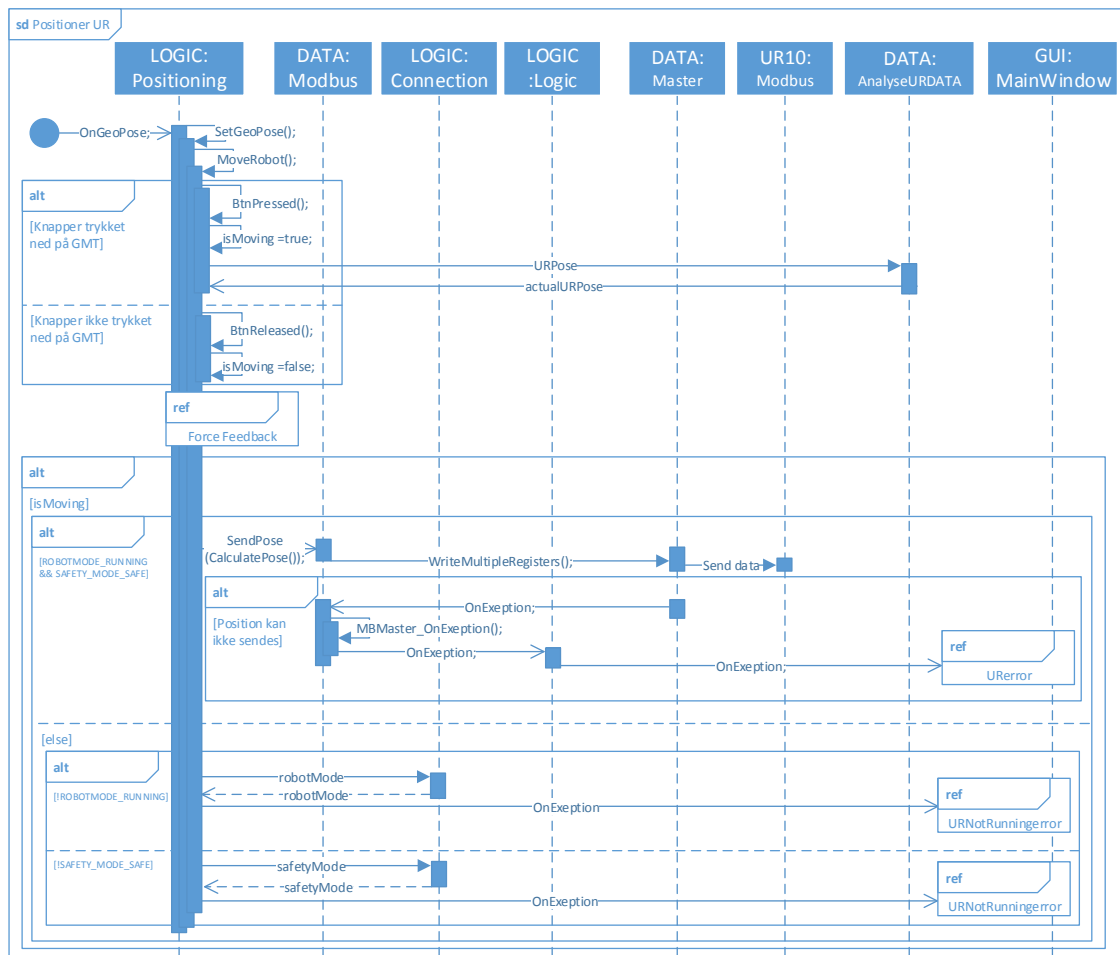 sd Positioner UR
LOGIC:
Positioning
DATA:
Modbus
LOGIC:
Connection
LOGIC
:Logic
DATA:
Master
UR10:
Modbus
DATA:
AnalyseURDATA
GUI:
MainWindow
OnGeoPose;
SetGeoPose();
MoveRobot();
alt
[Knapper trykket
ned på GMT]
BtnPressed();
isMoving =true;
URPose
actualURPose
[Knapper ikke trykket
ned på GMT]
BtnReleased();
isMoving =false;
ref
Force Feedback
alt
[isMoving]
alt
[ROBOTMODE_RUNNING
&& SAFETY_MODE_SAFE]
SendPose
(CalculatePose());
WriteMultipleRegisters();
Send data
alt
[Position kan
ikke sendes]
OnExeption;
MBMaster_OnExeption();
OnExeption;
OnExeption;
ref
URerror
[else]
alt
[!ROBOTMODE_RUNNING]
robotMode
robotMode
OnExeption
ref
URNotRunningerror
[!SAFETY_MODE_SAFE]
safetyMode
safetyMode
OnExeption
ref
URNotRunningerror